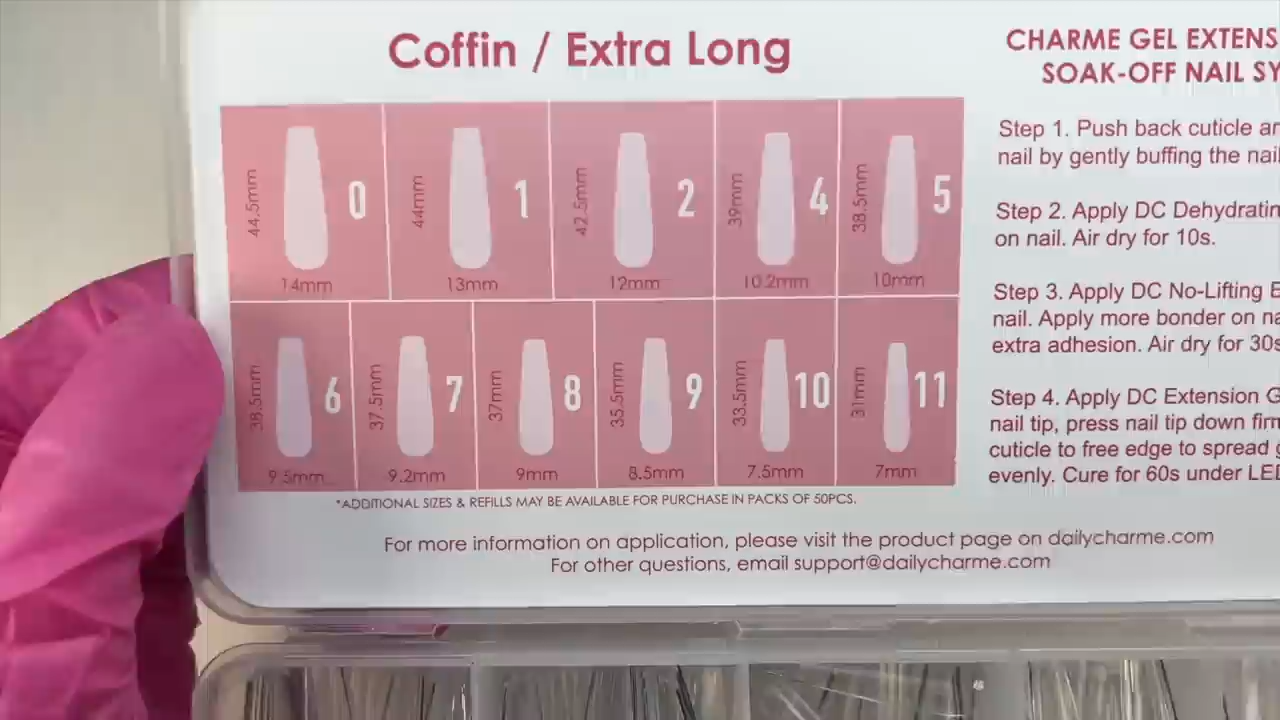 Coffin / Extra Long
44.5mm 0 14mm
44mm 1 13mm
42.5mm 2 12mm
39mm 4 10.2mm
38.5mm 5 10mm
38.5mm 6 9.5mm
37.5mm 7 9.2mm
37mm 8 9mm
35.5mm 9 8.5mm
33.5mm 10 7.5mm
31mm 11 7mm
*ADDITIONAL SIZES & REFILLS MAY BE AVAILABLE FOR PURCHASE IN PACKS OF 50PCS.
For more information on application, please visit the product page on dailycharme.com
For other questions, email support@dailycharme.com
CHARME GEL EXTENS
SOAK-OFF NAIL SY
Step 1. Push back cuticle ar
nail by gently buffing the nail
Step 2. Apply DC Dehydratin
on nail. Air dry for 10s.
Step 3. Apply DC No-Lifting
nail. Apply more bonder on na
extra adhesion. Air dry for 30s
Step 4. Apply DC Extension G
nail tip, press nail tip down firm
cuticle to free edge to spread
evenly. Cure for 60s under LED